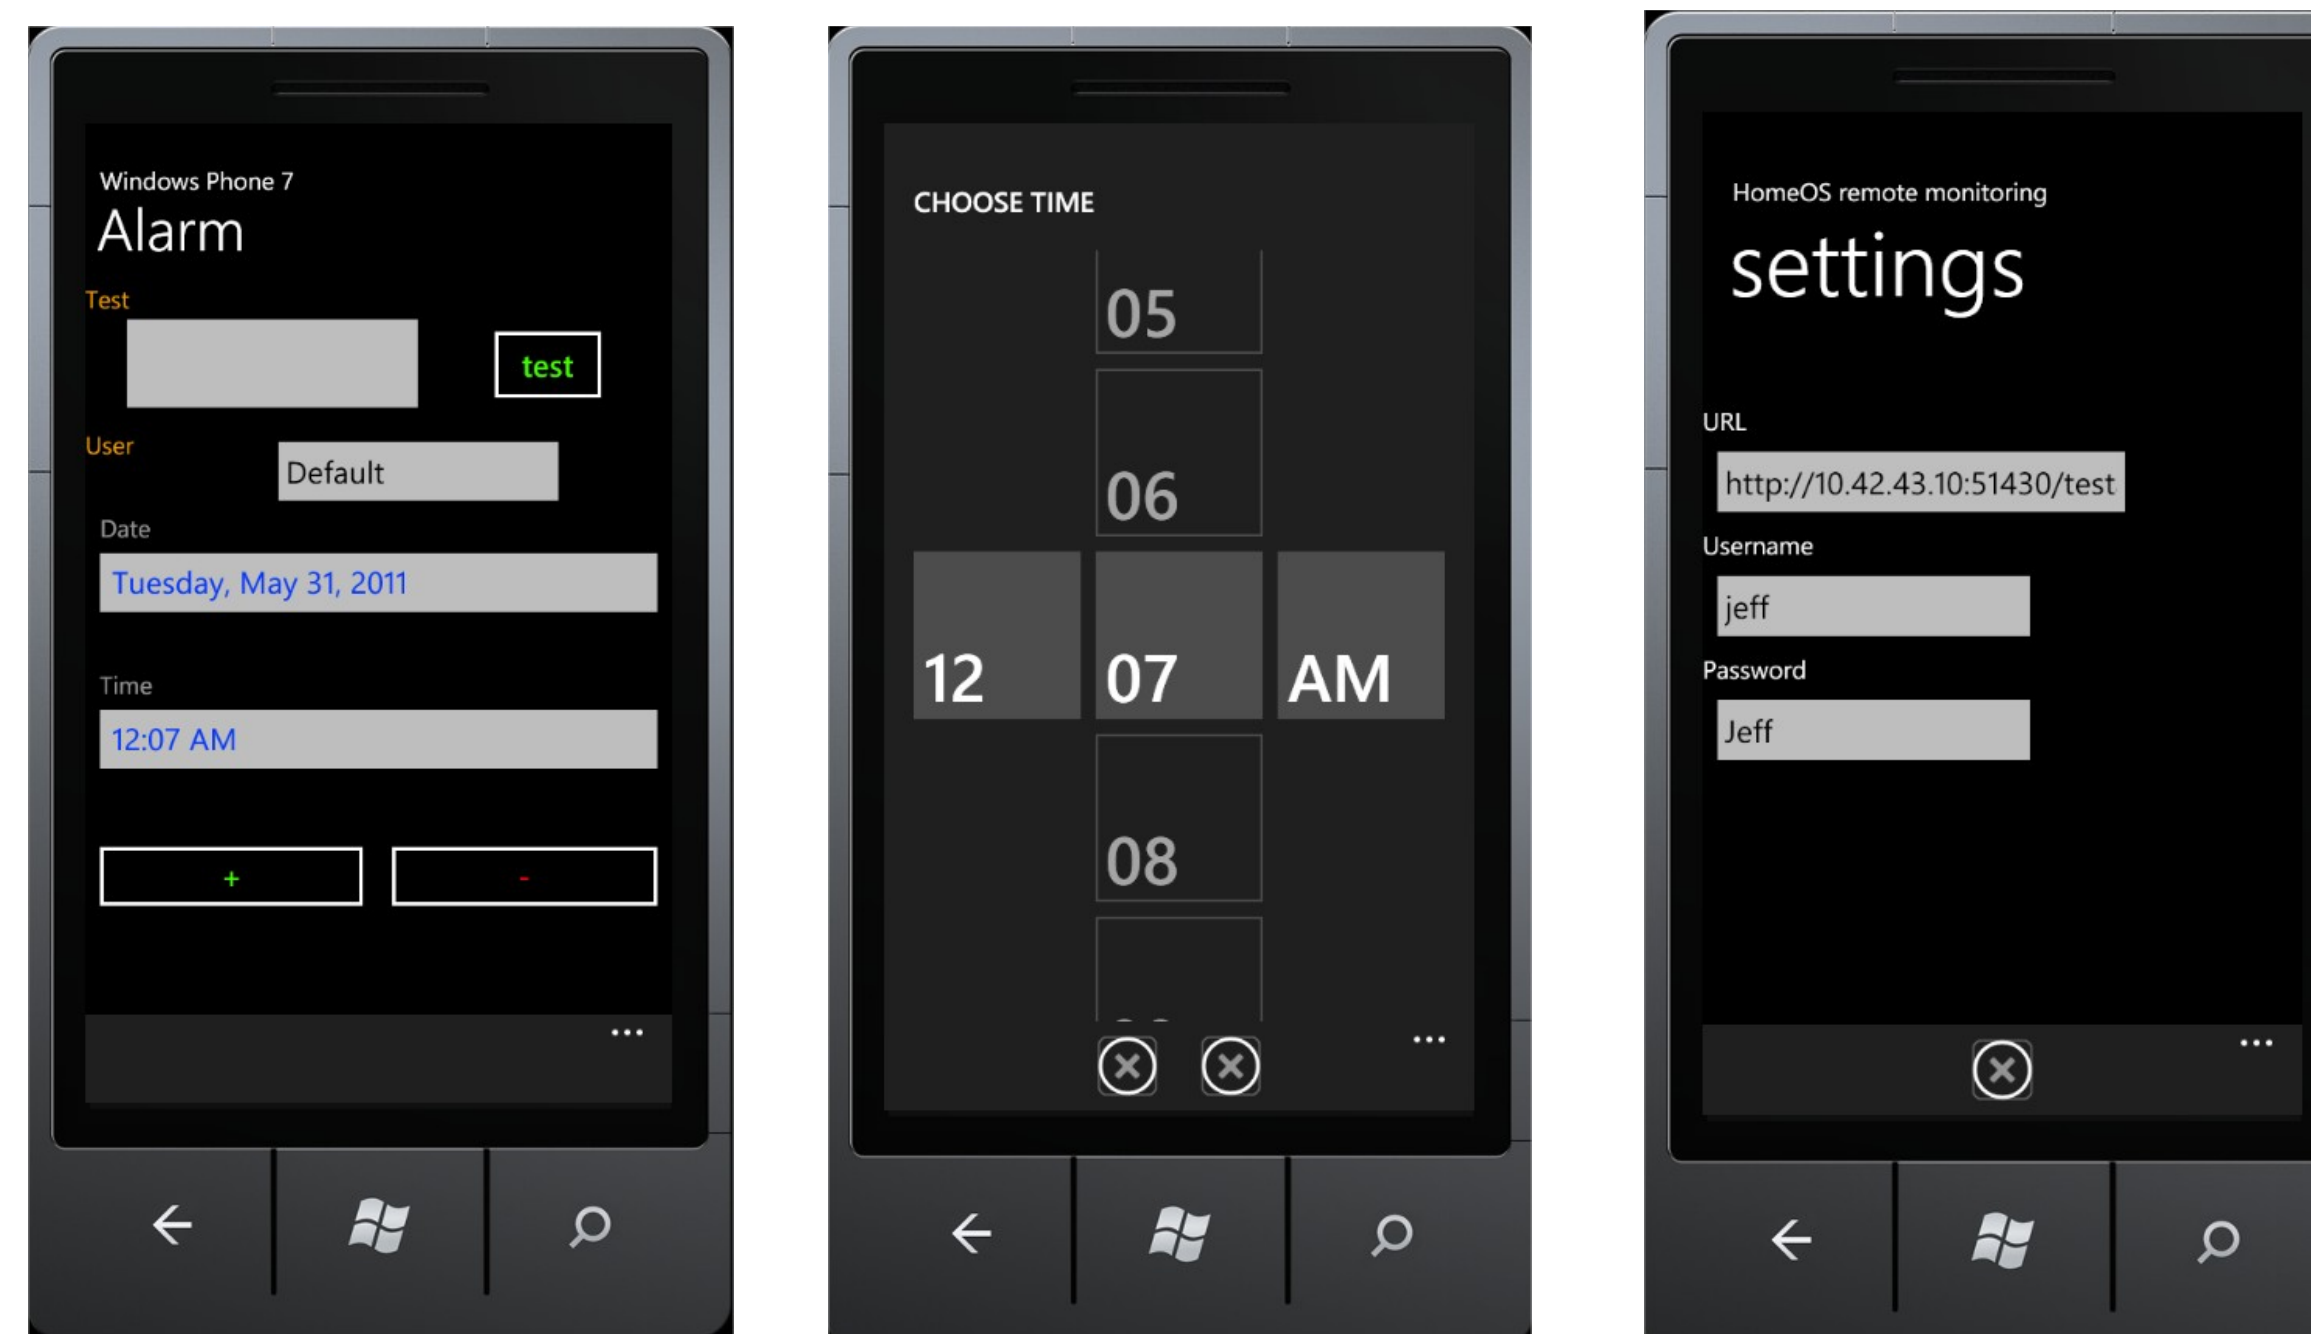 Windows Phone 7
Alarm
Test
test
User
Default
Date
Tuesday, May 31, 2011
Time
12:07 AM
+
-
...
CHOOSE TIME
05
06
12 07 AM
08
...
HomeOS remote monitoring
settings
URL
http://10.42.43.10:51430/test
Username
jeff
Password
Jeff
...